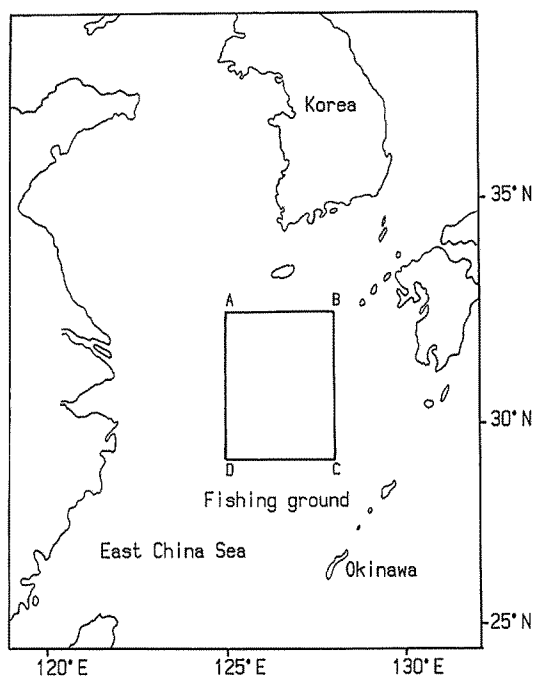 Korea
35°N
A
B
30°N
D
C
Fishing ground
East China Sea
Okinawa
25°N
120°E
125°E
130°E